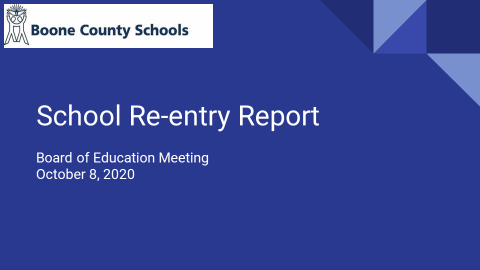 Boone County Schools
School Re-entry Report
Board of Education Meeting
October 8, 2020